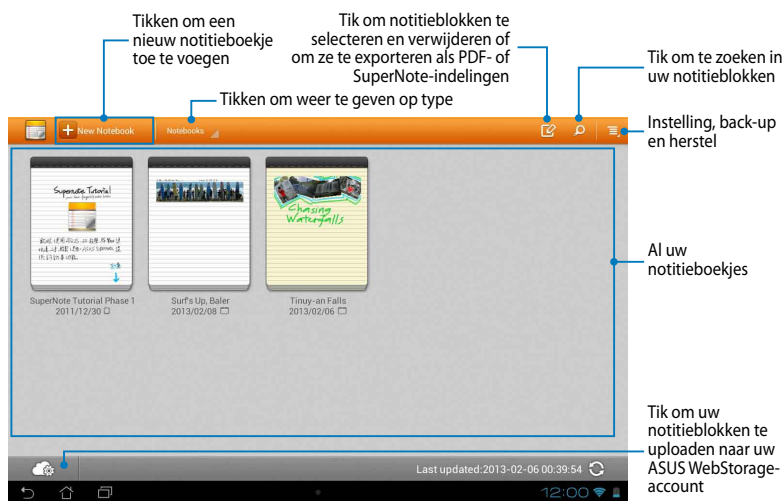 Tikken om een
nieuw notitieboekje
toe te voegen
Tik om notitieblokken te
selecteren en verwijderen of
om ze te exporteren als PDF- of
SuperNote-indelingen
Tik om te zoeken in
uw notitieblokken
Tikken om weer te geven op type
Instelling, back-up
en herstel
New Notebook
Notebooks
Supernote Tutorial
Chasing
Waterfalls
SuperNote Tutorial Phase 1
2011/12/30
Surf's Up, Baler
2013/02/08
Tinuy-an Falls
2013/02/06
Al uw
notitieboekjes
Tik om uw
notitieblokken te
uploaden naar uw
ASUS WebStorage-
account
Last updated:2013-02-06 00:39:54
12:00